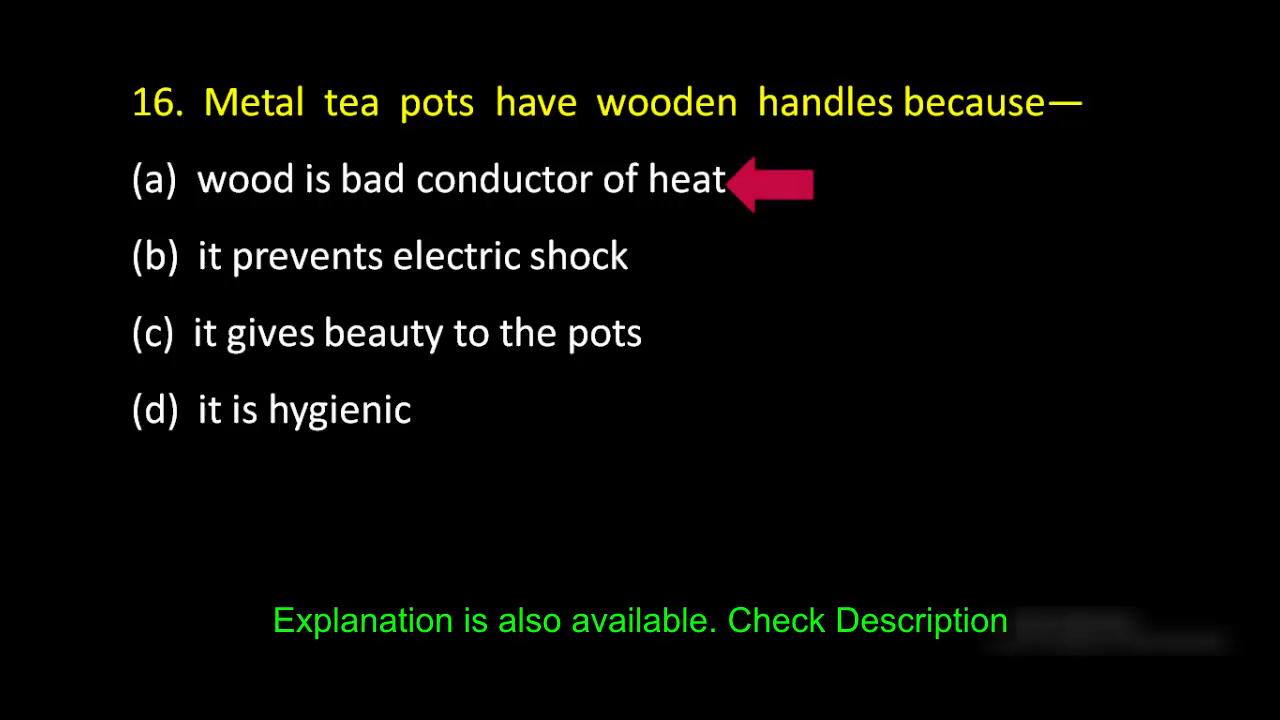 16. Metal tea pots have wooden handles because—
(a) wood is bad conductor of heat
(b) it prevents electric shock
(c) it gives beauty to the pots
(d) it is hygienic
Explanation is also available. Check Description